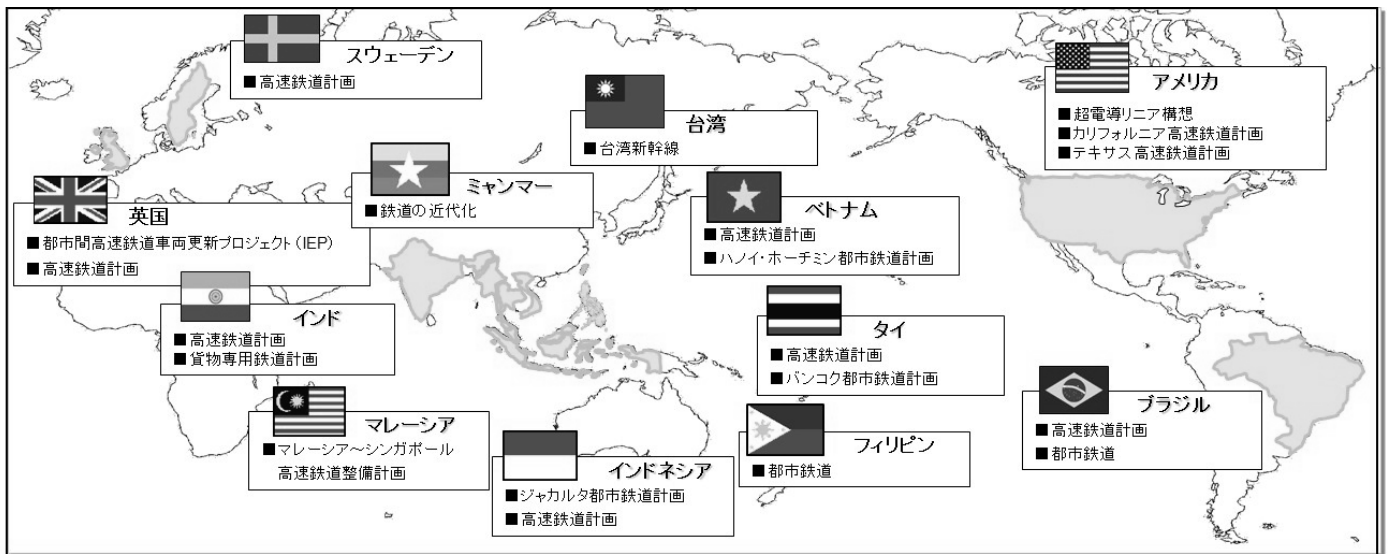 スウェーデン
■高速鉄道計画
アメリカ
■超電導リニア構想
■カリフォルニア高速鉄道計画
■テキサス高速鉄道計画
台湾
■台湾新幹線
ミャンマー
■鉄道の近代化
英国
■都市間高速鉄道車両更新プロジェクト(IEP)
■高速鉄道計画
ベトナム
■高速鉄道計画
■ハノイ・ホーチミン都市鉄道計画
インド
■高速鉄道計画
■貨物専用鉄道計画
タイ
■高速鉄道計画
■バンコク都市鉄道計画
マレーシア
■マレーシア～シンガポール
高速鉄道整備計画
インドネシア
■ジャカルタ都市鉄道計画
■高速鉄道計画
フィリピン
■都市鉄道
ブラジル
■高速鉄道計画
■都市鉄道